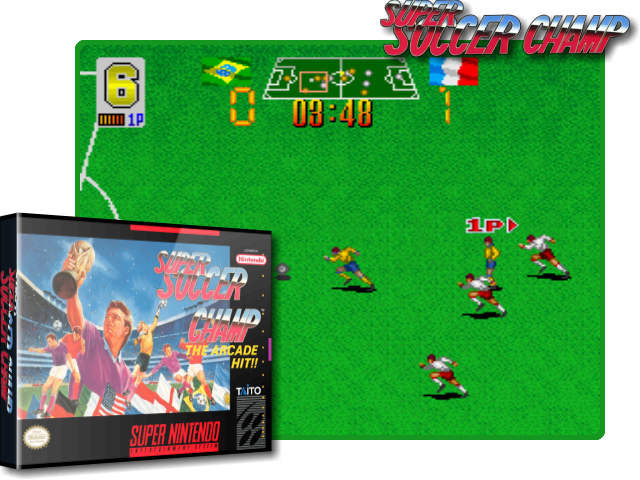 SUPER
SOCCER CHAMP
6
1P
0
03:48
1
1P
SUPER
SOCCER
CHAMP
THE ARCADE
HIT!!
Nintendo
TAITO
SUPER NINTENDO
ENTERTAINMENT SYSTEM
SUPER
SOCCER CHAMP
Nintendo